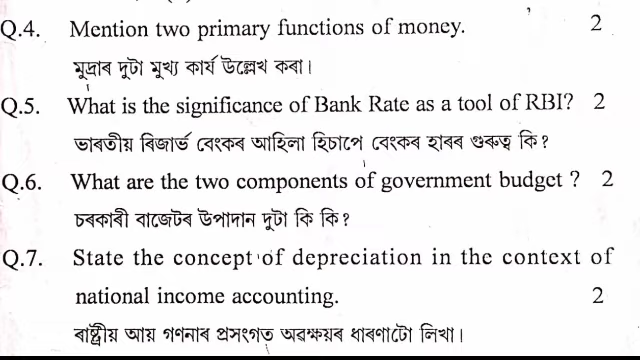 Q.4. Mention two primary functions of money. 2
মুদ্ৰাৰ দুটা মুখ্য কাৰ্য উল্লেখ কৰা।
Q.5. What is the significance of Bank Rate as a tool of RBI? 2
ভাৰতীয় ৰিজাৰ্ভ বেংকৰ আহিলা হিচাপে বেংকৰ হাৰৰ গুৰুত্ব কি?
Q.6. What are the two components of government budget ? 2
চৰকাৰী বাজেটৰ উপাদান দুটা কি কি?
Q.7. State the concept of depreciation in the context of
national income accounting. 2
ৰাষ্ট্ৰীয় আয় গণনাৰ প্ৰসংগত অৱক্ষয়ৰ ধাৰণাটো লিখা।